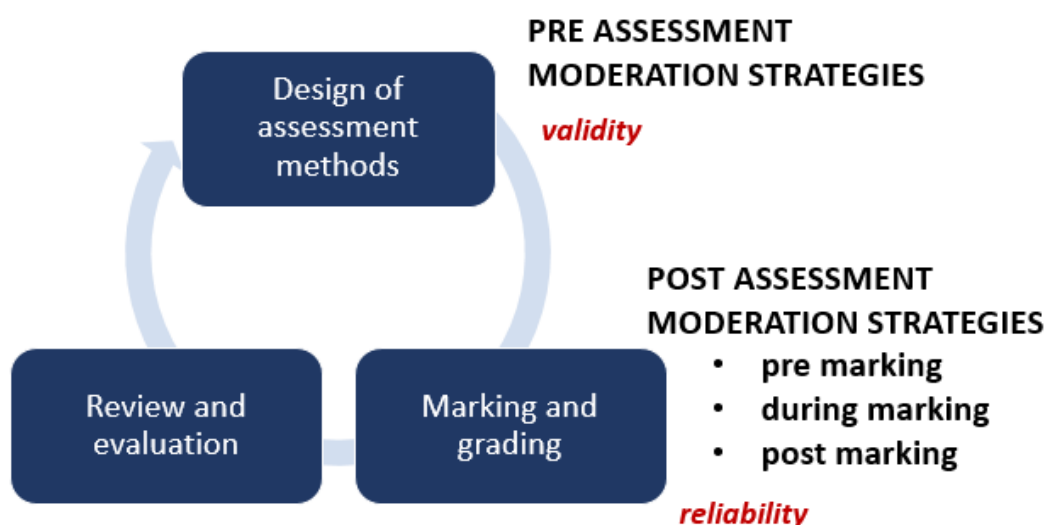 PRE ASSESSMENT
MODERATION STRATEGIES
validity
Design of
assessment
methods
POST ASSESSMENT
MODERATION STRATEGIES
• pre marking
• during marking
• post marking
reliability
Marking and
grading
Review and
evaluation